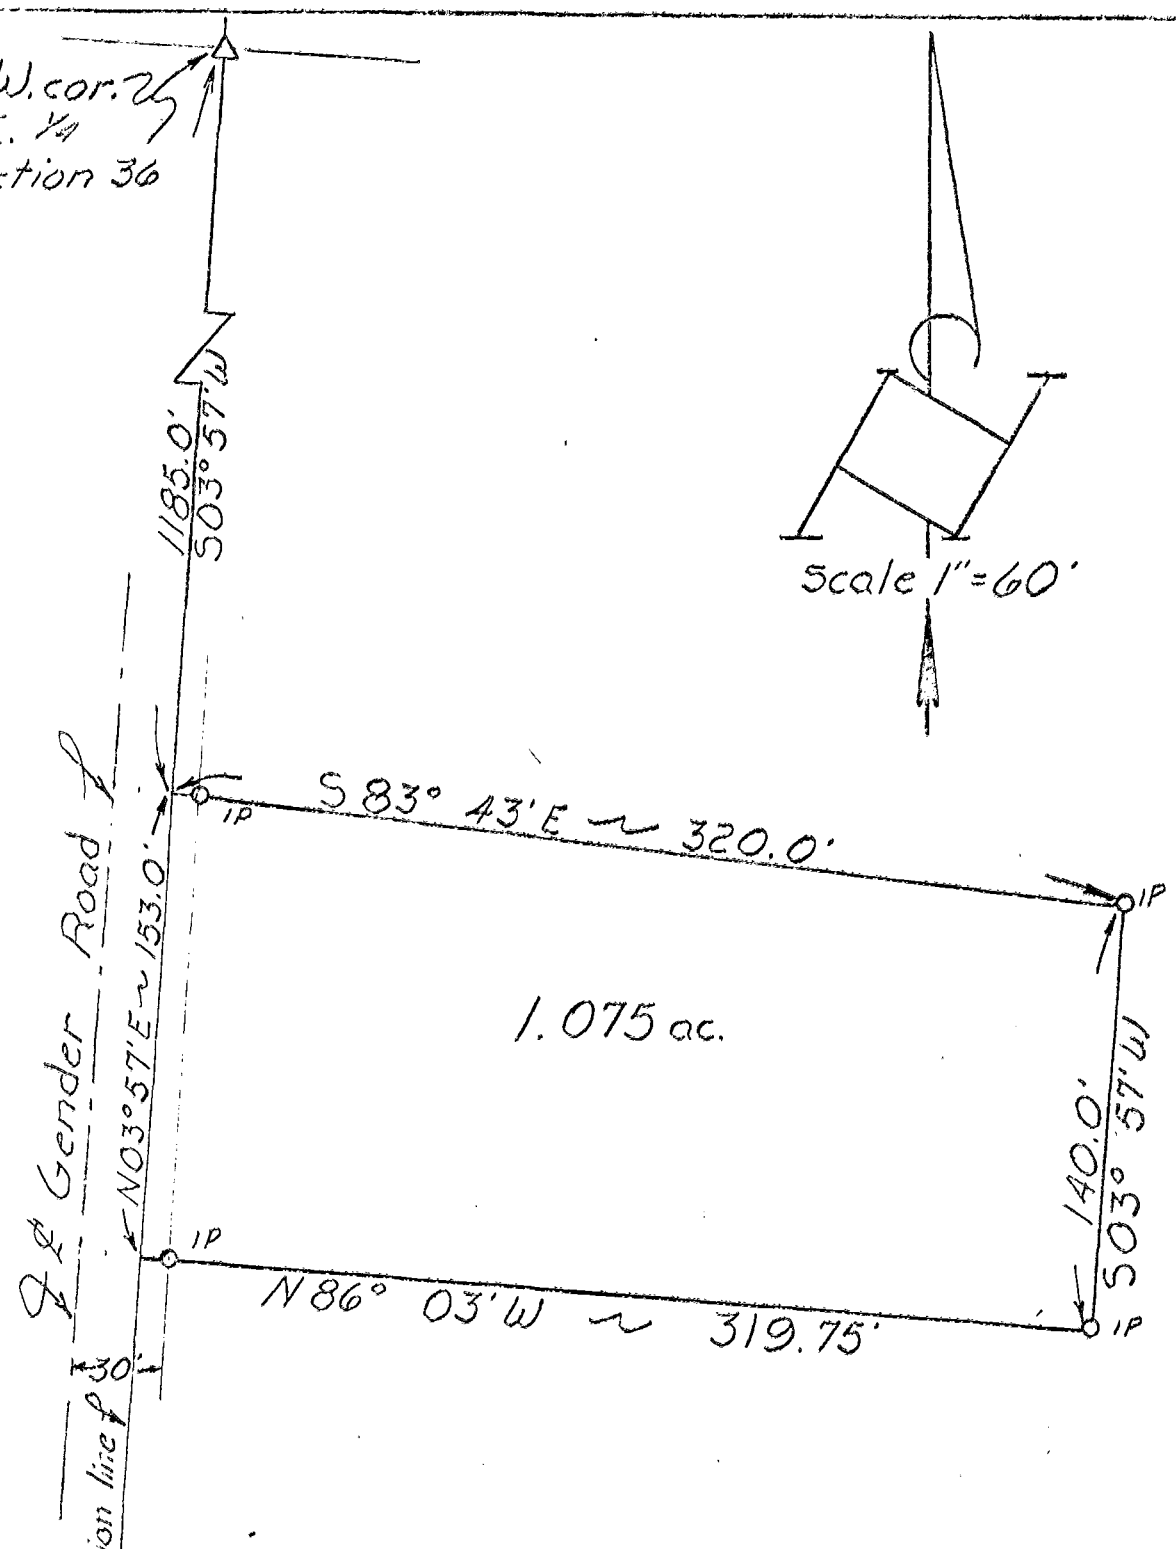 W. cor.
¼
Section 36
1185.0'
S03°57'W
Scale 1"=60'
S 83° 43' E ~ 320.0'
IP
IP
N03°57'E ~ 153.0'
℄ Gender Road
1.075 ac.
140.0'
S03° 57' W
IP
N 86° 03' W ~ 319.75'
IP
30'
line